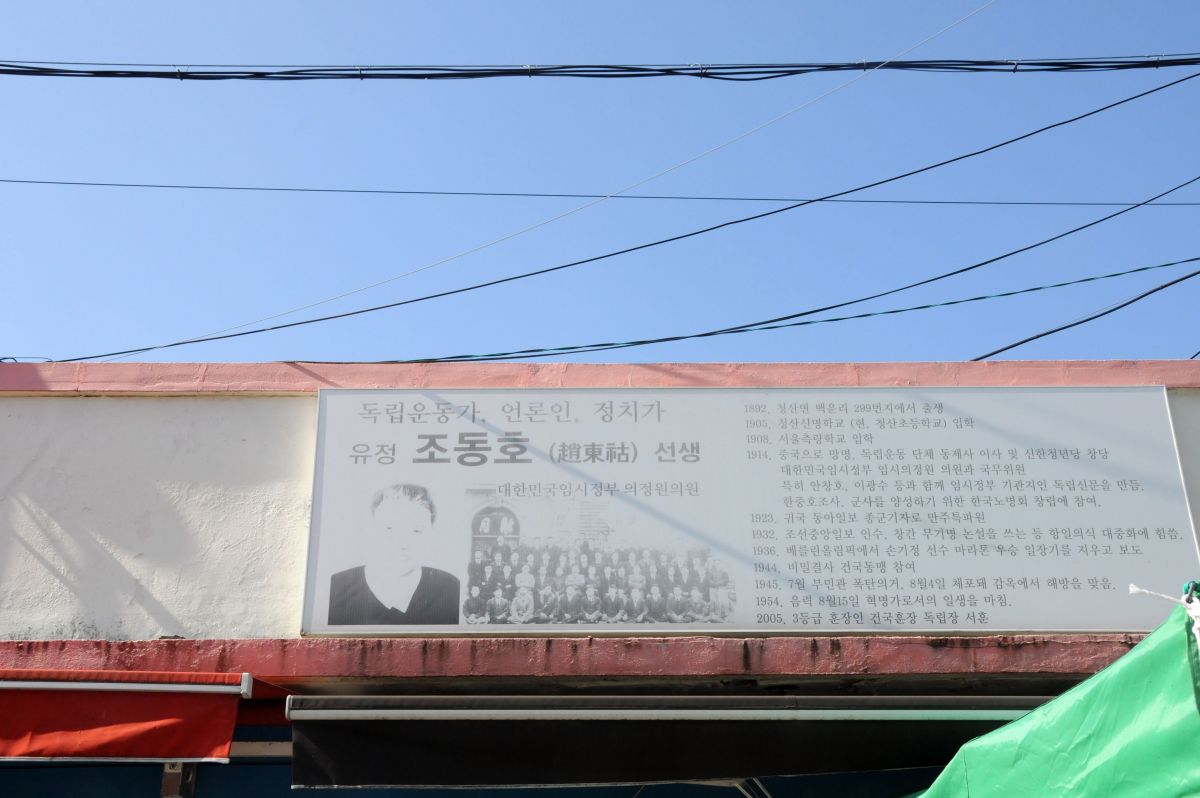 독립운동가, 언론인, 정치가
유정 조동호 (趙東祜) 선생
대한민국임시정부 의정원의원
1892. 청산면 백운리 299번지에서 출생
1905. 청산신명학교 (현, 청산초등학교) 입학
1908. 서울측량학교 입학
1914. 중국으로 망명, 독립운동 단체 동제사 이사 및 신한청년당 창당
대한민국임시정부 임시의정원 의원과 국무위원
특히 안창호, 이광수 등과 함께 임시정부 기관지인 독립신문을 만듦.
한중호조사, 군사를 양성하기 위한 한국노병회 창립에 참여.
1923. 귀국 동아일보 종군기자로 만주특파원
1932. 조선중앙일보 인수, 창간 무기명 논설을 쓰는 등 항일의식 대중화에 힘씀.
1936. 베를린올림픽에서 손기정 선수 마라톤 우승 일장기를 지우고 보도
1944. 비밀결사 건국동맹 참여
1945. 7월 부민관 폭탄의거, 8월4일 체포돼 감옥에서 해방을 맞음.
1954. 음력 8월15일 혁명가로서의 일생을 마침.
2005. 3등급 훈장인 건국훈장 독립장 서훈